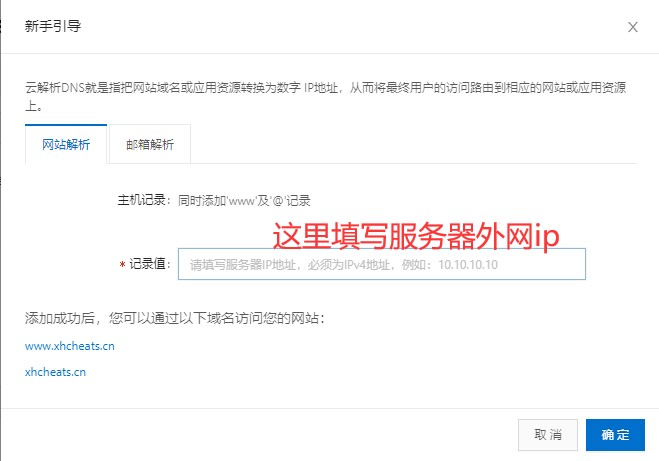 新手引导
云解析DNS就是指把网站域名或应用资源转换为数字 IP地址，从而将最终用户的访问路由到相应的网站或应用资源
上。
网站解析 邮箱解析
主机记录：同时添加'www'及'@'记录
这里填写服务器外网ip
* 记录值： 请填写服务器IP地址，必须为IPv4地址，例如：10.10.10.10
添加成功后，您可以通过以下域名访问您的网站：
www.xhcheats.cn
xhcheats.cn
取消 确定